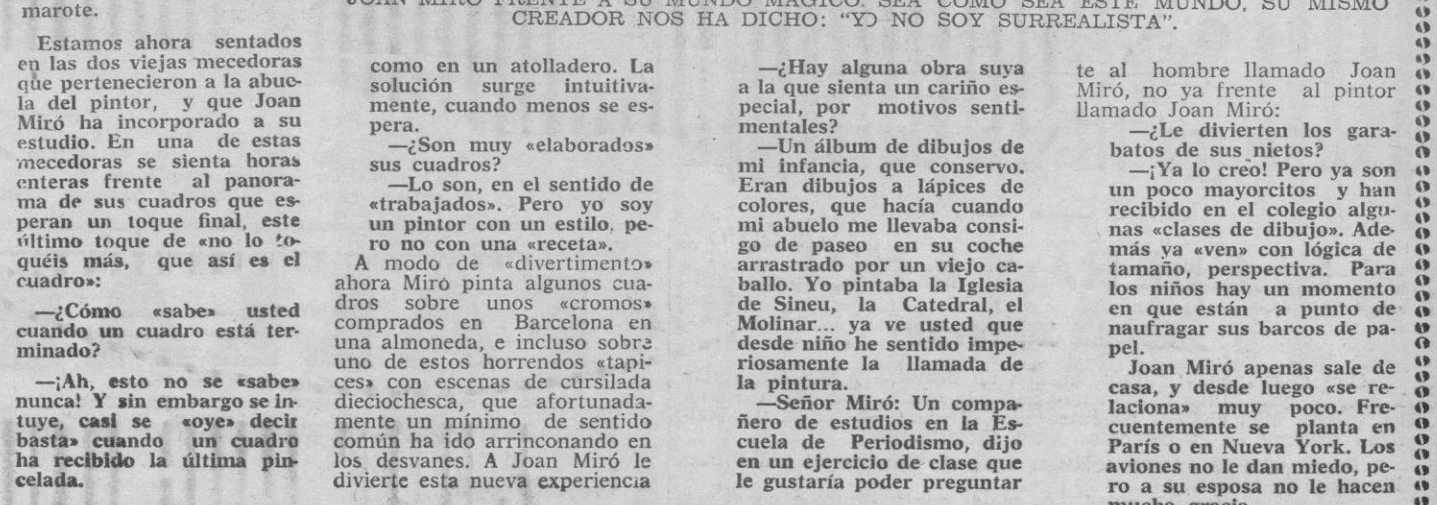 marote.
JOAN MIRO FRENTE A SU MUNDO MAGICO. SEA COMO SEA ESTE MUNDO, SU MISMO
CREADOR NOS HA DICHO: “YO NO SOY SURREALISTA”.
Estamos ahora sentados
en las dos viejas mecedoras
que pertenecieron a la abue-
la del pintor, y que Joan
Miró ha incorporado a su
estudio. En una de estas
mecedoras se sienta horas
enteras frente al panora-
ma de sus cuadros que es-
peran un toque final, este
último toque de «no lo to-
quéis más, que así es el
cuadro»:
—¿Cómo «sabe» usted
cuando un cuadro está ter-
minado?
—¡Ah, esto no se «sabe»
nunca! Y sin embargo se in-
tuye, casi se «oye» decir
basta» cuando un cuadro
ha recibido la última pin-
celada.
como en un atolladero. La
solución surge intuitiva-
mente, cuando menos se es-
pera.
—¿Son muy «elaborados»
sus cuadros?
—Lo son, en el sentido de
«trabajados». Pero yo soy
un pintor con un estilo, pe-
ro no con una «receta».
A modo de «divertimento»
ahora Miró pinta algunos cua-
dros sobre unos «cromos»
comprados en Barcelona en
una almoneda, e incluso sobre
uno de estos horrendos «tapi-
ces» con escenas de cursilada
dieciochesca, que afortunada-
mente un mínimo de sentido
común ha ido arrinconando en
los desvanes. A Joan Miró le
divierte esta nueva experiencia
—¿Hay alguna obra suya
a la que sienta un cariño es-
pecial, por motivos senti-
mentales?
—Un álbum de dibujos de
mi infancia, que conservo.
Eran dibujos a lápices de
colores, que hacía cuando
mi abuelo me llevaba consi-
go de paseo en su coche
arrastrado por un viejo ca-
ballo. Yo pintaba la Iglesia
de Sineu, la Catedral, el
Molinar... ya ve usted que
desde niño he sentido impe-
riosamente la llamada de
la pintura.
—Señor Miró: Un compa-
ñero de estudios en la Es-
cuela de Periodismo, dijo
en un ejercicio de clase que
le gustaría poder preguntar
te al hombre llamado Joan
Miró, no ya frente al pintor
llamado Joan Miró:
—¿Le divierten los gara-
batos de sus nietos?
—¡Ya lo creo! Pero ya son
un poco mayorcitos y han
recibido en el colegio algu-
nas «clases de dibujo». Ade-
más ya «ven» con lógica de
tamaño, perspectiva. Para
los niños hay un momento
en que están a punto de
naufragar sus barcos de pa-
pel.
Joan Miró apenas sale de
casa, y desde luego «se re-
laciona» muy poco. Fre-
cuentemente se planta en
París o en Nueva York. Los
aviones no le dan miedo, pe-
ro a su esposa no le hacen
mucha gracia